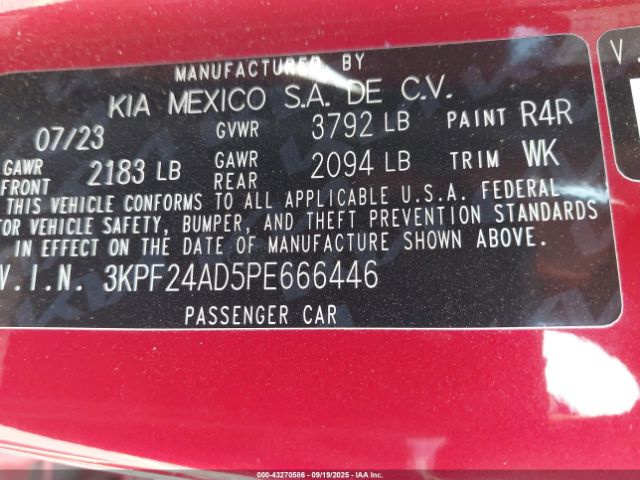 MANUFACTURED BY
KIA MEXICO S.A. DE C.V.
07/23 GVWR 3792 LB PAINT R4R
GAWR FRONT 2183 LB GAWR REAR 2094 LB TRIM WK
THIS VEHICLE CONFORMS TO ALL APPLICABLE U.S.A. FEDERAL
OR VEHICLE SAFETY, BUMPER, AND THEFT PREVENTION STANDARDS
IN EFFECT ON THE DATE OF MANUFACTURE SHOWN ABOVE.
V.I.N. 3KPF24AD5PE666446
PASSENGER CAR
V
000-43270586 - 09/19/2025 - IAA Inc.